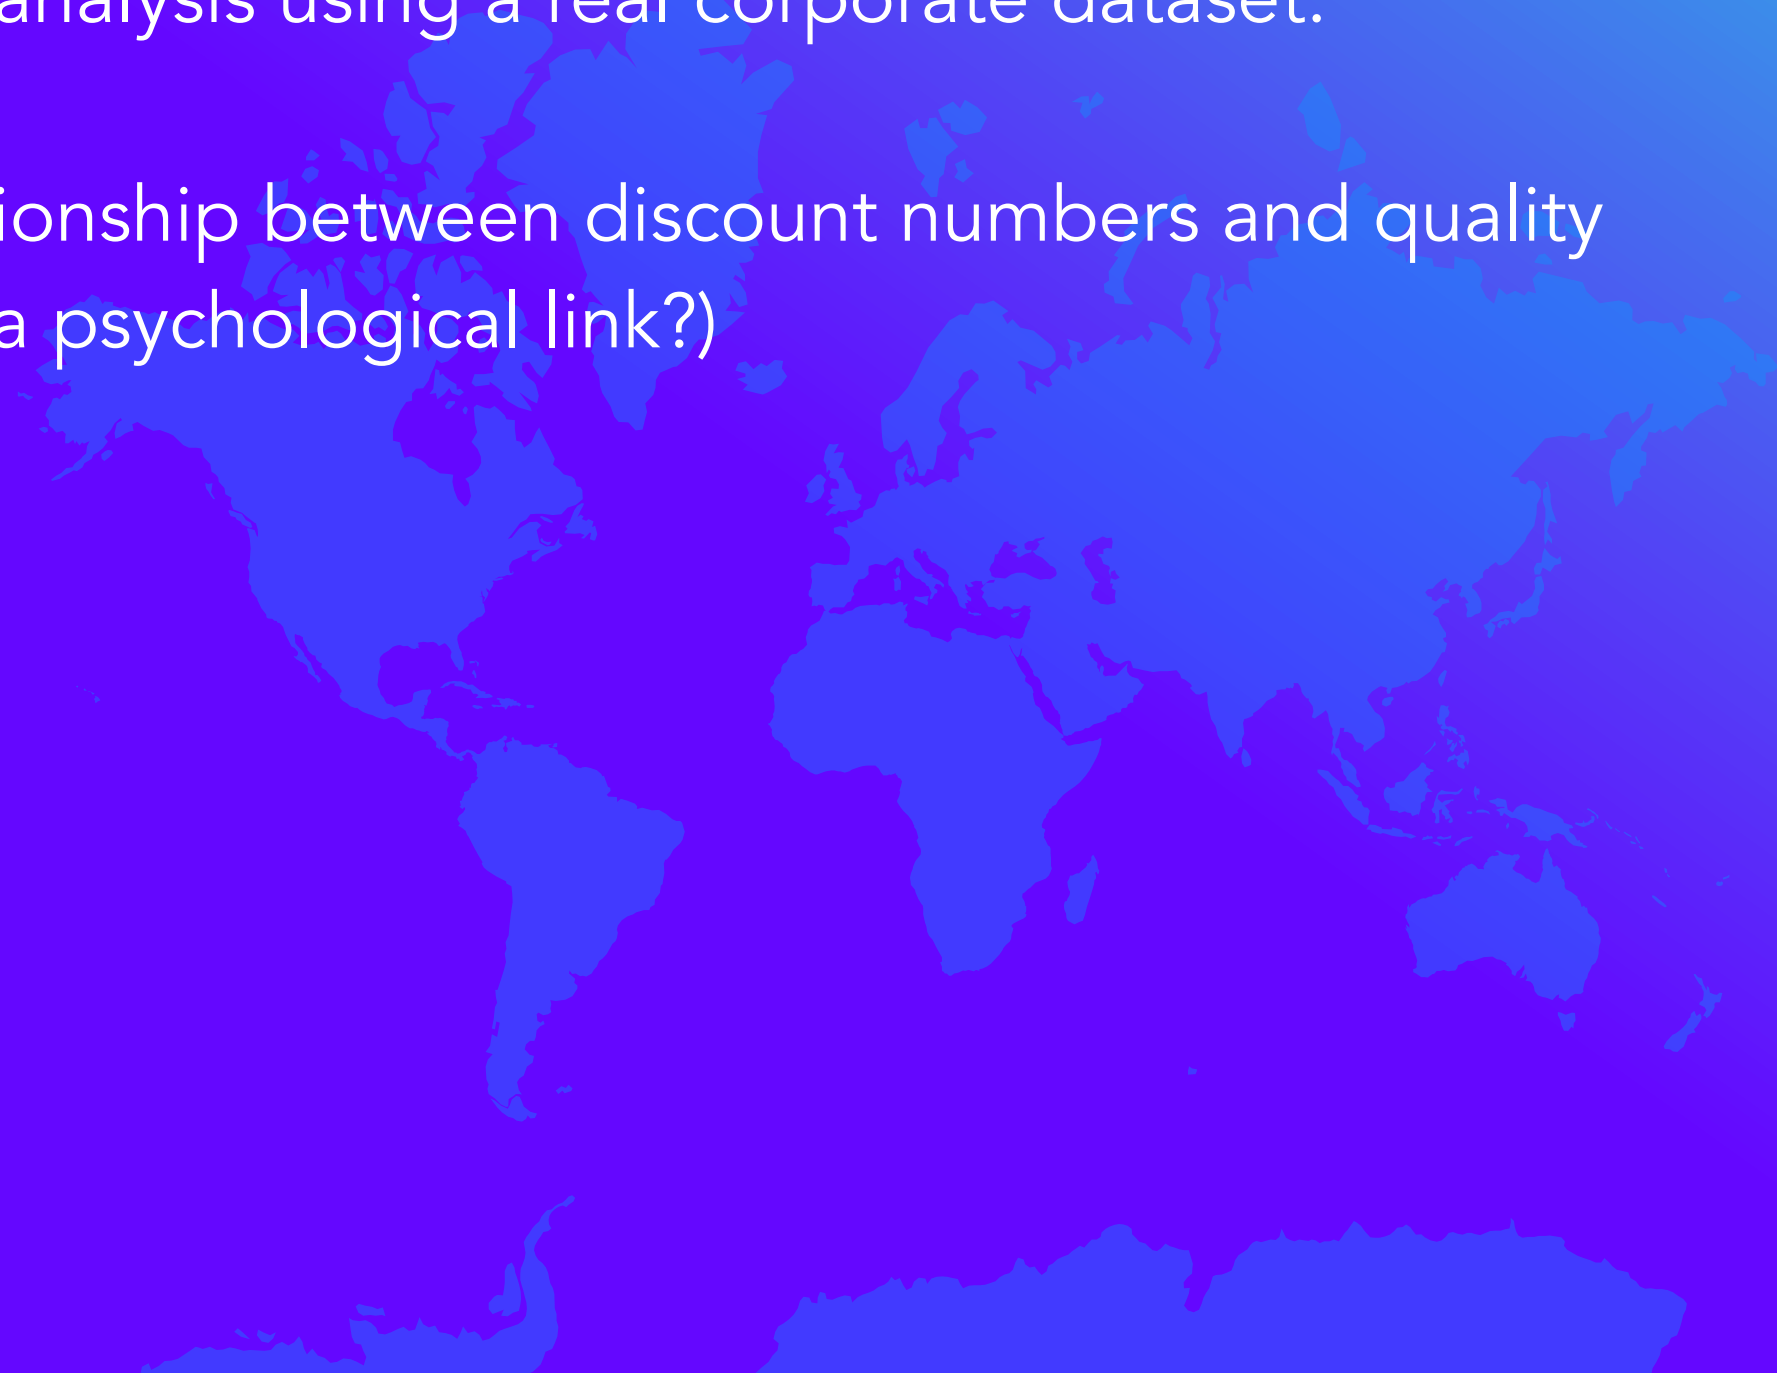 analysis using a real corporate dataset.
ionship between discount numbers and quality
a psychological link?)